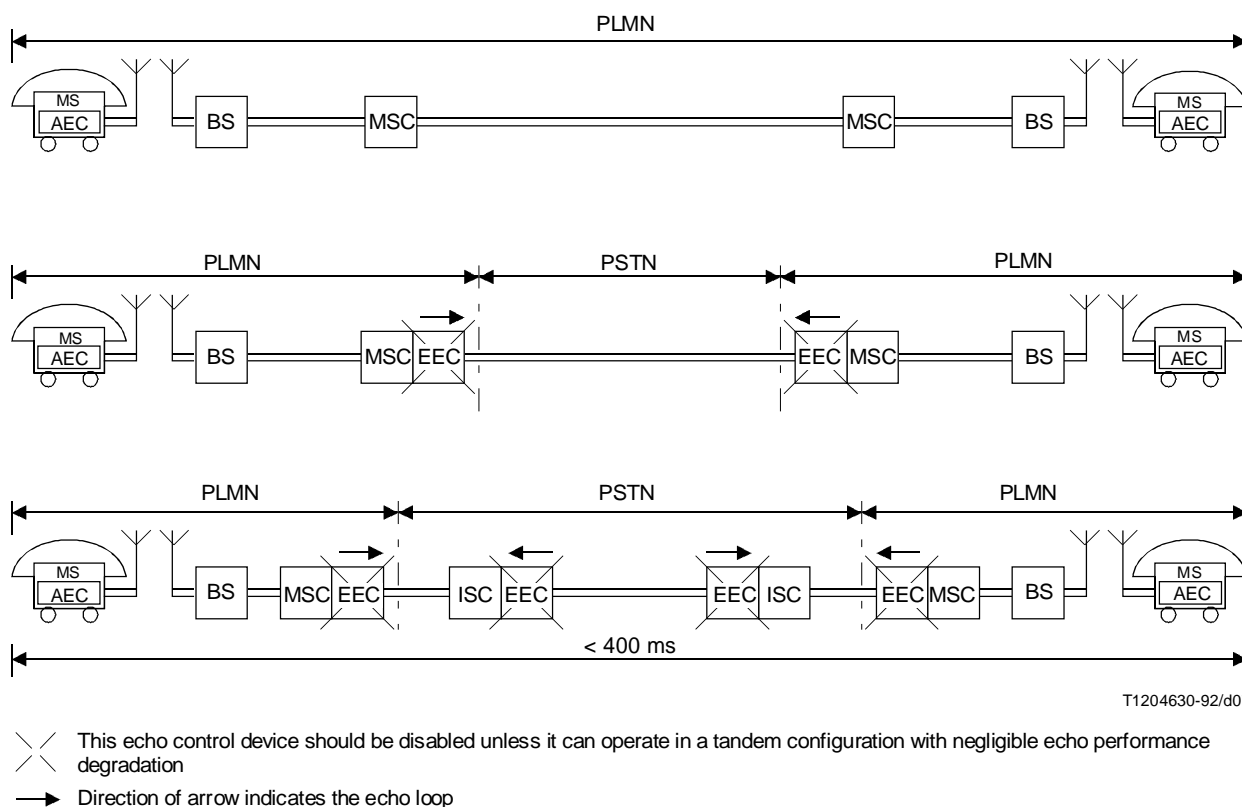 PLMN
MS
AEC
BS
MSC
MSC
BS
MS
AEC
PLMN
PSTN
PLMN
MS
AEC
BS
MSC
EEC
EEC
MSC
BS
MS
AEC
PLMN
PSTN
PLMN
MS
AEC
BS
MSC
EEC
ISC
EEC
EEC
ISC
EEC
MSC
BS
MS
AEC
< 400 ms
T1204630-92/d0
This echo control device should be disabled unless it can operate in a tandem configuration with negligible echo performance
degradation
Direction of arrow indicates the echo loop